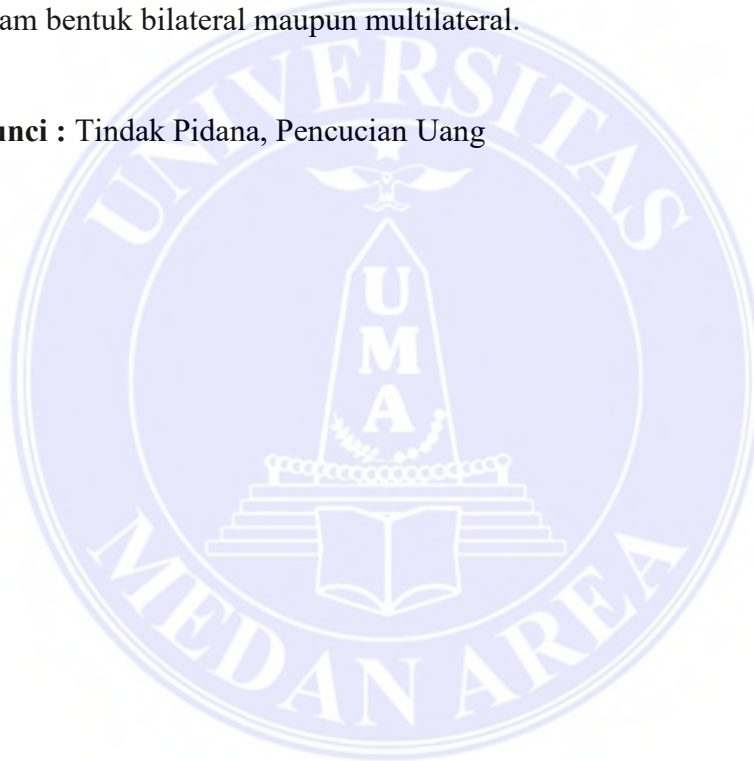 am bentuk bilateral maupun multilateral.
unci : Tindak Pidana, Pencucian Uang
UNIVERSITAS
U
M
A
MEDAN AREA